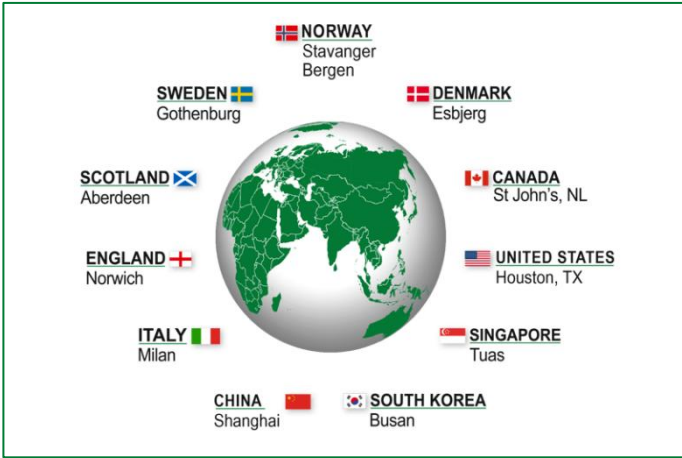 NORWAY
Stavanger
Bergen
SWEDEN
Gothenburg
DENMARK
Esbjerg
SCOTLAND
Aberdeen
CANADA
St John's, NL
ENGLAND
Norwich
UNITED STATES
Houston, TX
ITALY
Milan
SINGAPORE
Tuas
CHINA
Shanghai
SOUTH KOREA
Busan